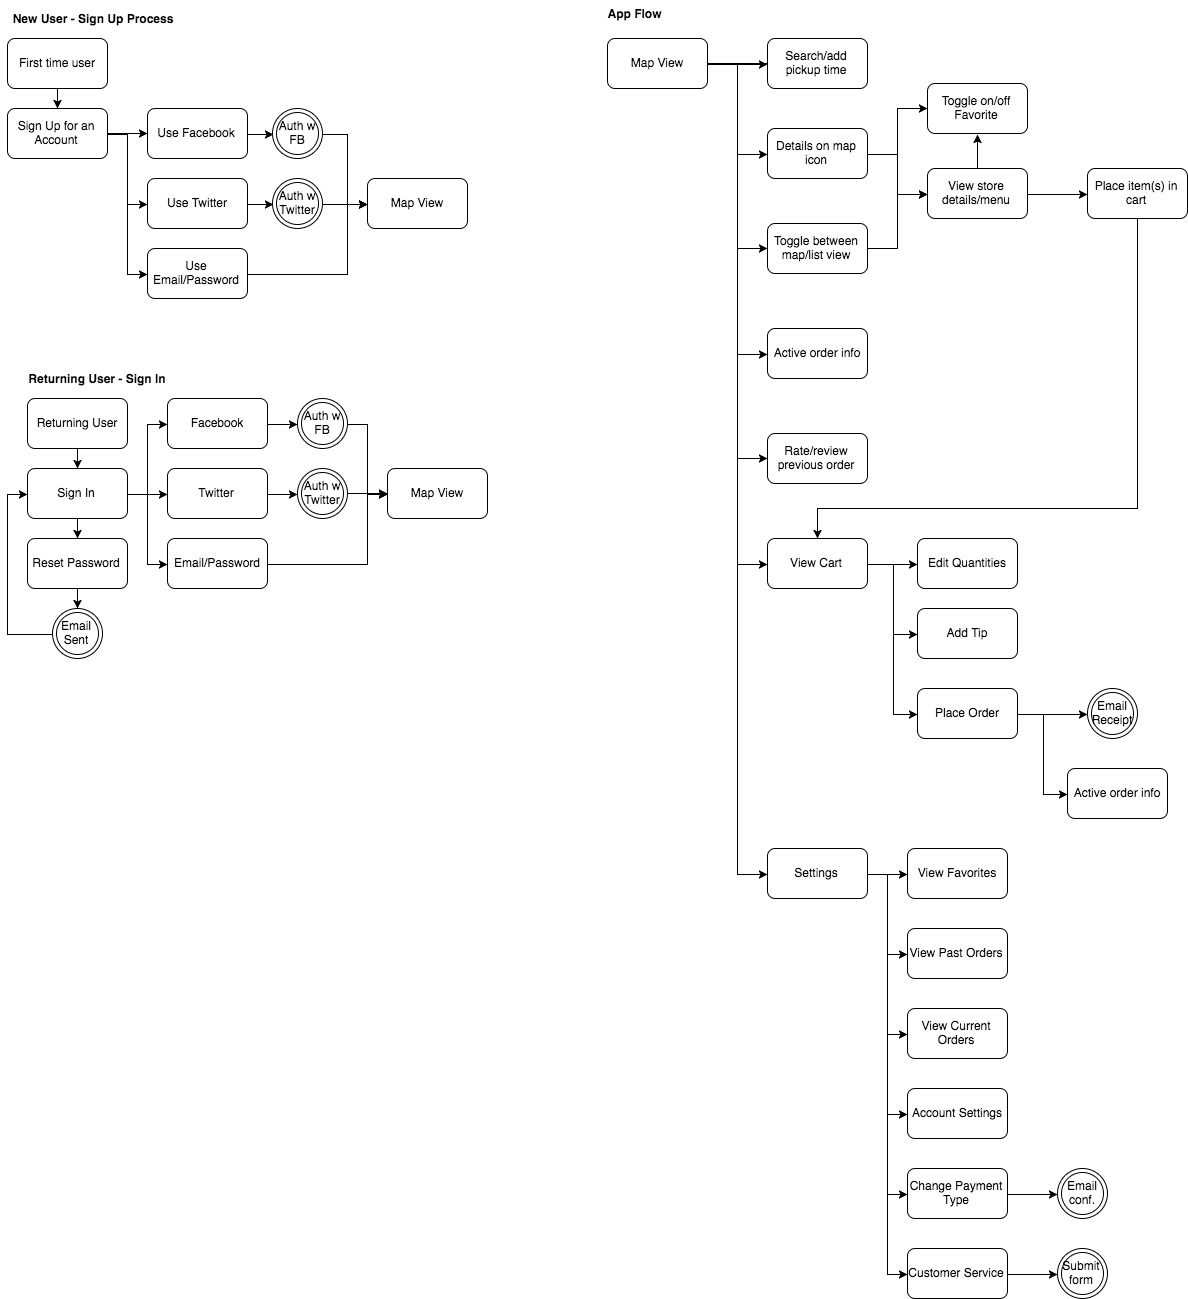 New User - Sign Up Process
First time user
Sign Up for an
Account
Use Facebook
Auth w
FB
Use Twitter
Auth w
Twitter
Map View
Use
Email/Password
Returning User - Sign In
Returning User
Facebook
Auth w
FB
Sign In
Twitter
Auth w
Twitter
Map View
Reset Password
Email/Password
Email
Sent
App Flow
Map View
Search/add
pickup time
Toggle on/off
Favorite
Details on map
icon
View store
details/menu
Place item(s) in
cart
Toggle between
map/list view
Active order info
Rate/review
previous order
View Cart
Edit Quantities
Add Tip
Place Order
Email
Receipt
Active order info
Settings
View Favorites
View Past Orders
View Current
Orders
Account Settings
Change Payment
Type
Email
conf.
Customer Service
Submit
form